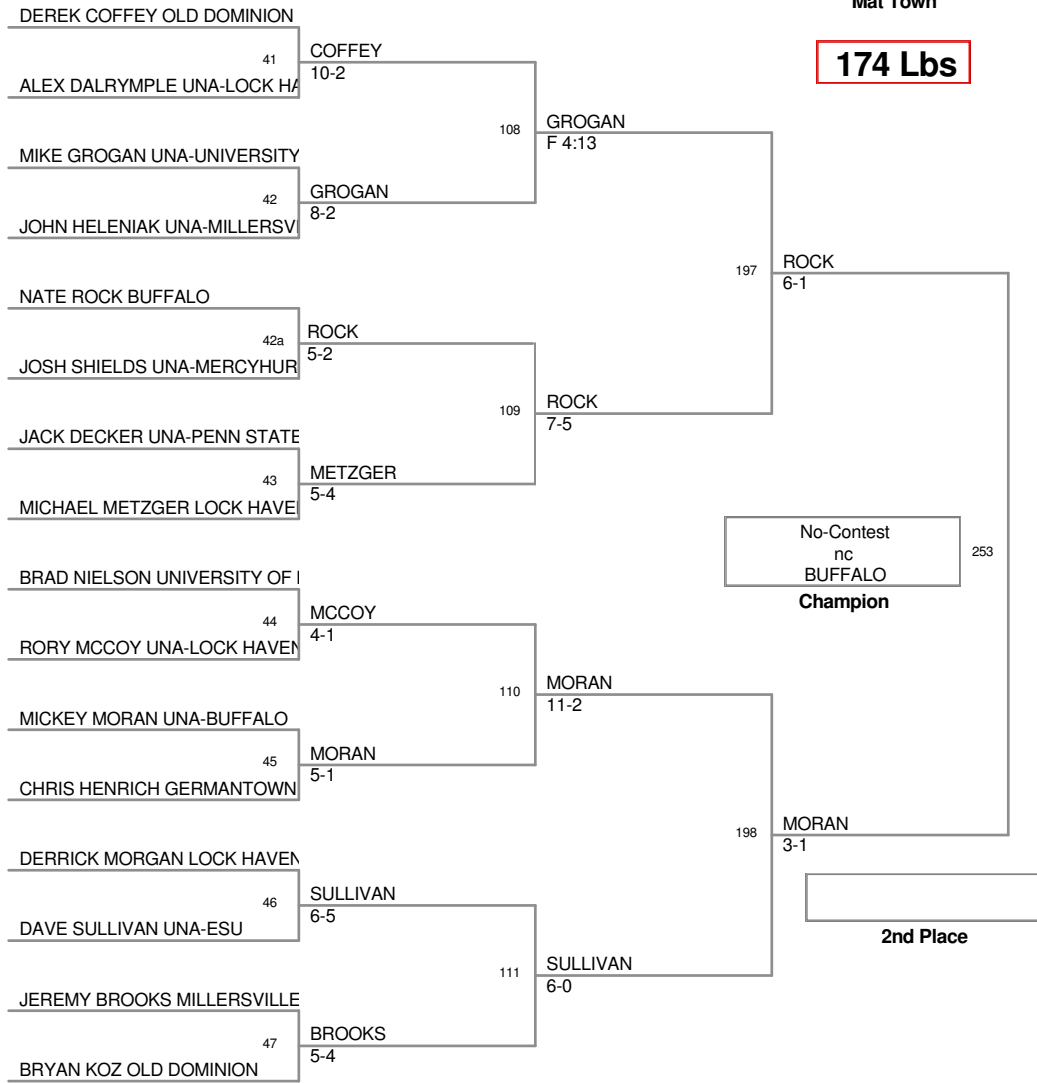 Mat Town
174 Lbs
DEREK COFFEY OLD DOMINION
41
COFFEY
10-2
ALEX DALRYMPLE UNA-LOCK HA
108
GROGAN
F 4:13
MIKE GROGAN UNA-UNIVERSITY
42
GROGAN
8-2
JOHN HELENIAK UNA-MILLERSVI
197
ROCK
6-1
NATE ROCK BUFFALO
42a
ROCK
5-2
JOSH SHIELDS UNA-MERCYHUR
109
ROCK
7-5
JACK DECKER UNA-PENN STATE
43
METZGER
5-4
MICHAEL METZGER LOCK HAVE
No-Contest
nc
BUFFALO
253
Champion
BRAD NIELSON UNIVERSITY OF
44
MCCOY
4-1
RORY MCCOY UNA-LOCK HAVEN
110
MORAN
11-2
MICKEY MORAN UNA-BUFFALO
45
MORAN
5-1
CHRIS HENRICH GERMANTOWN
198
MORAN
3-1
DERRICK MORGAN LOCK HAVEN
46
SULLIVAN
6-5
DAVE SULLIVAN UNA-ESU
2nd Place
111
SULLIVAN
6-0
JEREMY BROOKS MILLERSVILLE
47
BROOKS
5-4
BRYAN KOZ OLD DOMINION